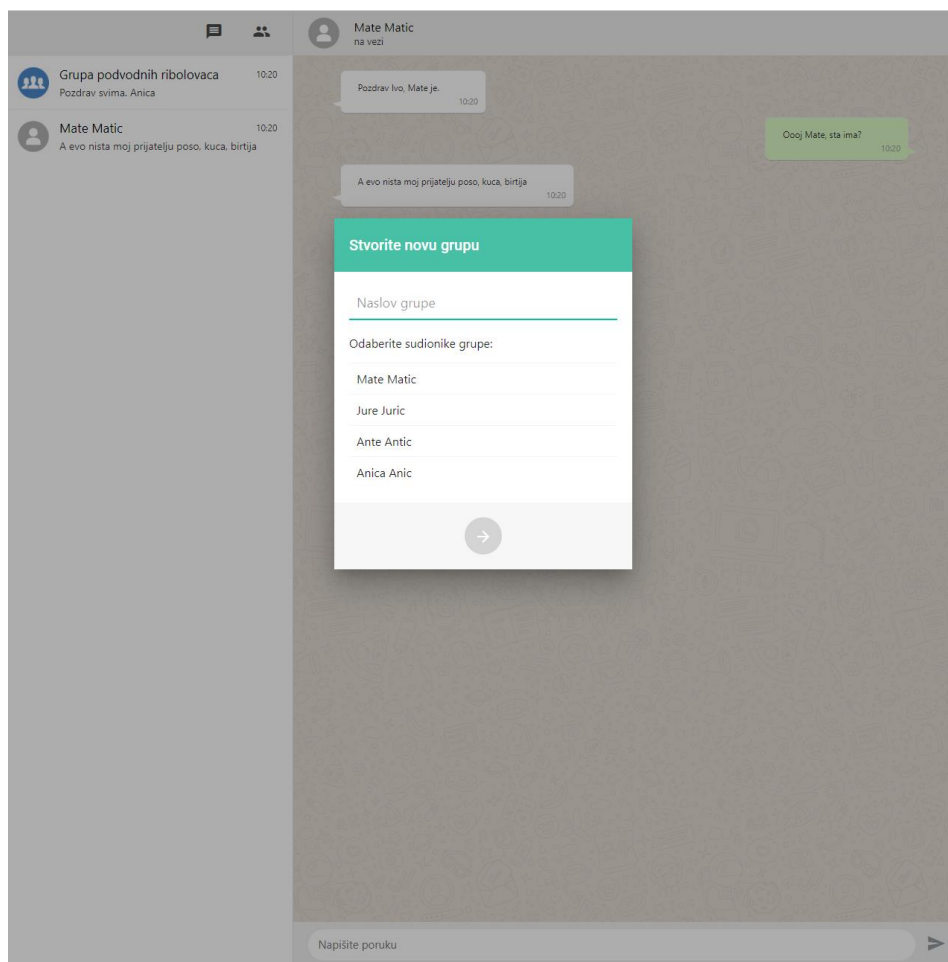 Mate Matic
na vezi
Grupa podvodnih ribolovaca 10:20
Pozdrav svima. Anica
Mate Matic 10:20
A evo nista moj prijatelju poso, kuca, birtija
Pozdrav Ivo, Mate je.
10:20
Oooj Mate, sta ima?
10:20
A evo nista moj prijatelju poso, kuca, birtija
10:20
Stvorite novu grupu
Naslov grupe
Odaberite sudionike grupe:
Mate Matic
Jure Juric
Ante Antic
Anica Anic
Napišite poruku